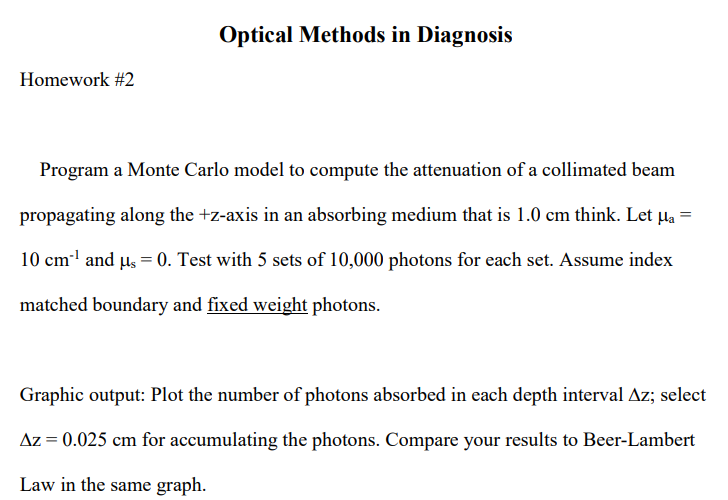 Optical Methods in Diagnosis
Homework #2
Program a Monte Carlo model to compute the attenuation of a collimated beam
propagating along the +z-axis in an absorbing medium that is 1.0 cm think. Let μₐ =
10 cm⁻¹ and μₛ = 0. Test with 5 sets of 10,000 photons for each set. Assume index
matched boundary and fixed weight photons.
Graphic output: Plot the number of photons absorbed in each depth interval Δz; select
Δz = 0.025 cm for accumulating the photons. Compare your results to Beer-Lambert
Law in the same graph.